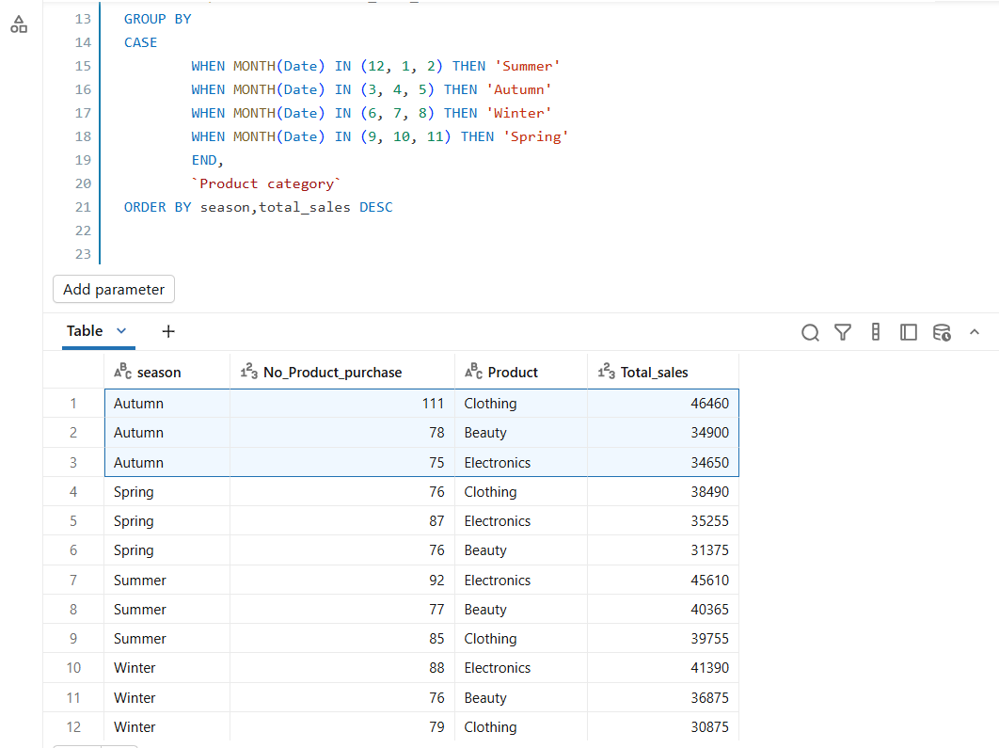 13 GROUP BY
14 CASE
15 WHEN MONTH(Date) IN (12, 1, 2) THEN 'Summer'
16 WHEN MONTH(Date) IN (3, 4, 5) THEN 'Autumn'
17 WHEN MONTH(Date) IN (6, 7, 8) THEN 'Winter'
18 WHEN MONTH(Date) IN (9, 10, 11) THEN 'Spring'
19 END,
20 `Product category`
21 ORDER BY season,total_sales DESC
22
23
Add parameter
Table +
ABC season 123 No_Product_purchase ABC Product 123 Total_sales
1 Autumn 111 Clothing 46460
2 Autumn 78 Beauty 34900
3 Autumn 75 Electronics 34650
4 Spring 76 Clothing 38490
5 Spring 87 Electronics 35255
6 Spring 76 Beauty 31375
7 Summer 92 Electronics 45610
8 Summer 77 Beauty 40365
9 Summer 85 Clothing 39755
10 Winter 88 Electronics 41390
11 Winter 76 Beauty 36875
12 Winter 79 Clothing 30875